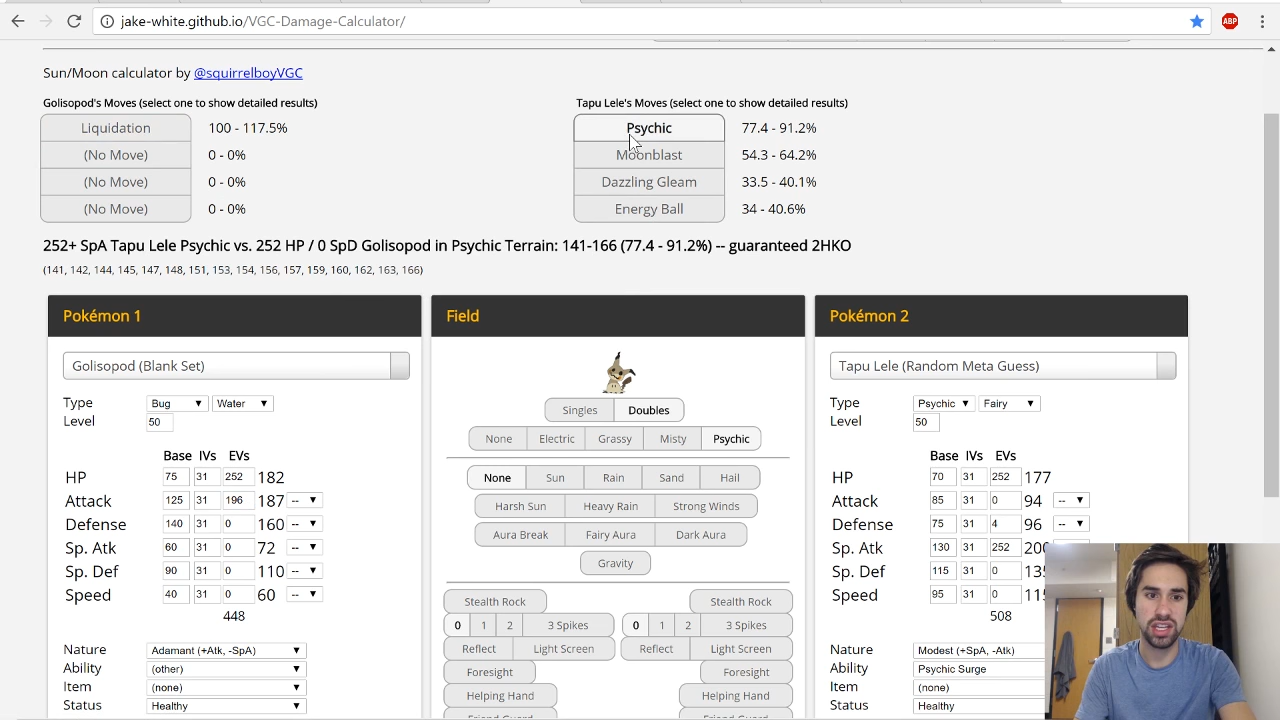 jake-white.github.io/VGC-Damage-Calculator/
ABP
Sun/Moon calculator by @squirrelboyVGC
Golisopod's Moves (select one to show detailed results)
Liquidation 100 - 117.5%
(No Move) 0 - 0%
(No Move) 0 - 0%
(No Move) 0 - 0%
Tapu Lele's Moves (select one to show detailed results)
Psychic 77.4 - 91.2%
Moonblast 54.3 - 64.2%
Dazzling Gleam 33.5 - 40.1%
Energy Ball 34 - 40.6%
252+ SpA Tapu Lele Psychic vs. 252 HP / 0 SpD Golisopod in Psychic Terrain: 141-166 (77.4 - 91.2%) -- guaranteed 2HKO
(141, 142, 144, 145, 147, 148, 151, 153, 154, 156, 157, 159, 160, 162, 163, 166)
Pokémon 1
Golisopod (Blank Set)
Type Bug Water
Level 50
Base IVs EVs
HP 75 31 252 182
Attack 125 31 196 187 --
Defense 140 31 0 160 --
Sp. Atk 60 31 0 72 --
Sp. Def 90 31 0 110 --
Speed 40 31 0 60 --
448
Nature Adamant (+Atk, -SpA)
Ability (other)
Item (none)
Status Healthy
Field
Singles Doubles
None Electric Grassy Misty Psychic
None Sun Rain Sand Hail
Harsh Sun Heavy Rain Strong Winds
Aura Break Fairy Aura Dark Aura
Gravity
Stealth Rock Stealth Rock
0 1 2 3 Spikes 0 1 2 3 Spikes
Reflect Light Screen Reflect Light Screen
Foresight Foresight
Helping Hand Helping Hand
Friend Guard Friend Guard
Pokémon 2
Tapu Lele (Random Meta Guess)
Type Psychic Fairy
Level 50
Base IVs EVs
HP 70 31 252 177
Attack 85 31 0 94 --
Defense 75 31 4 96 --
Sp. Atk 130 31 252 200
Sp. Def 115 31 0
Speed 95 31 0
508
Nature Modest (+SpA, -Atk)
Ability Psychic Surge
Item (none)
Status Healthy